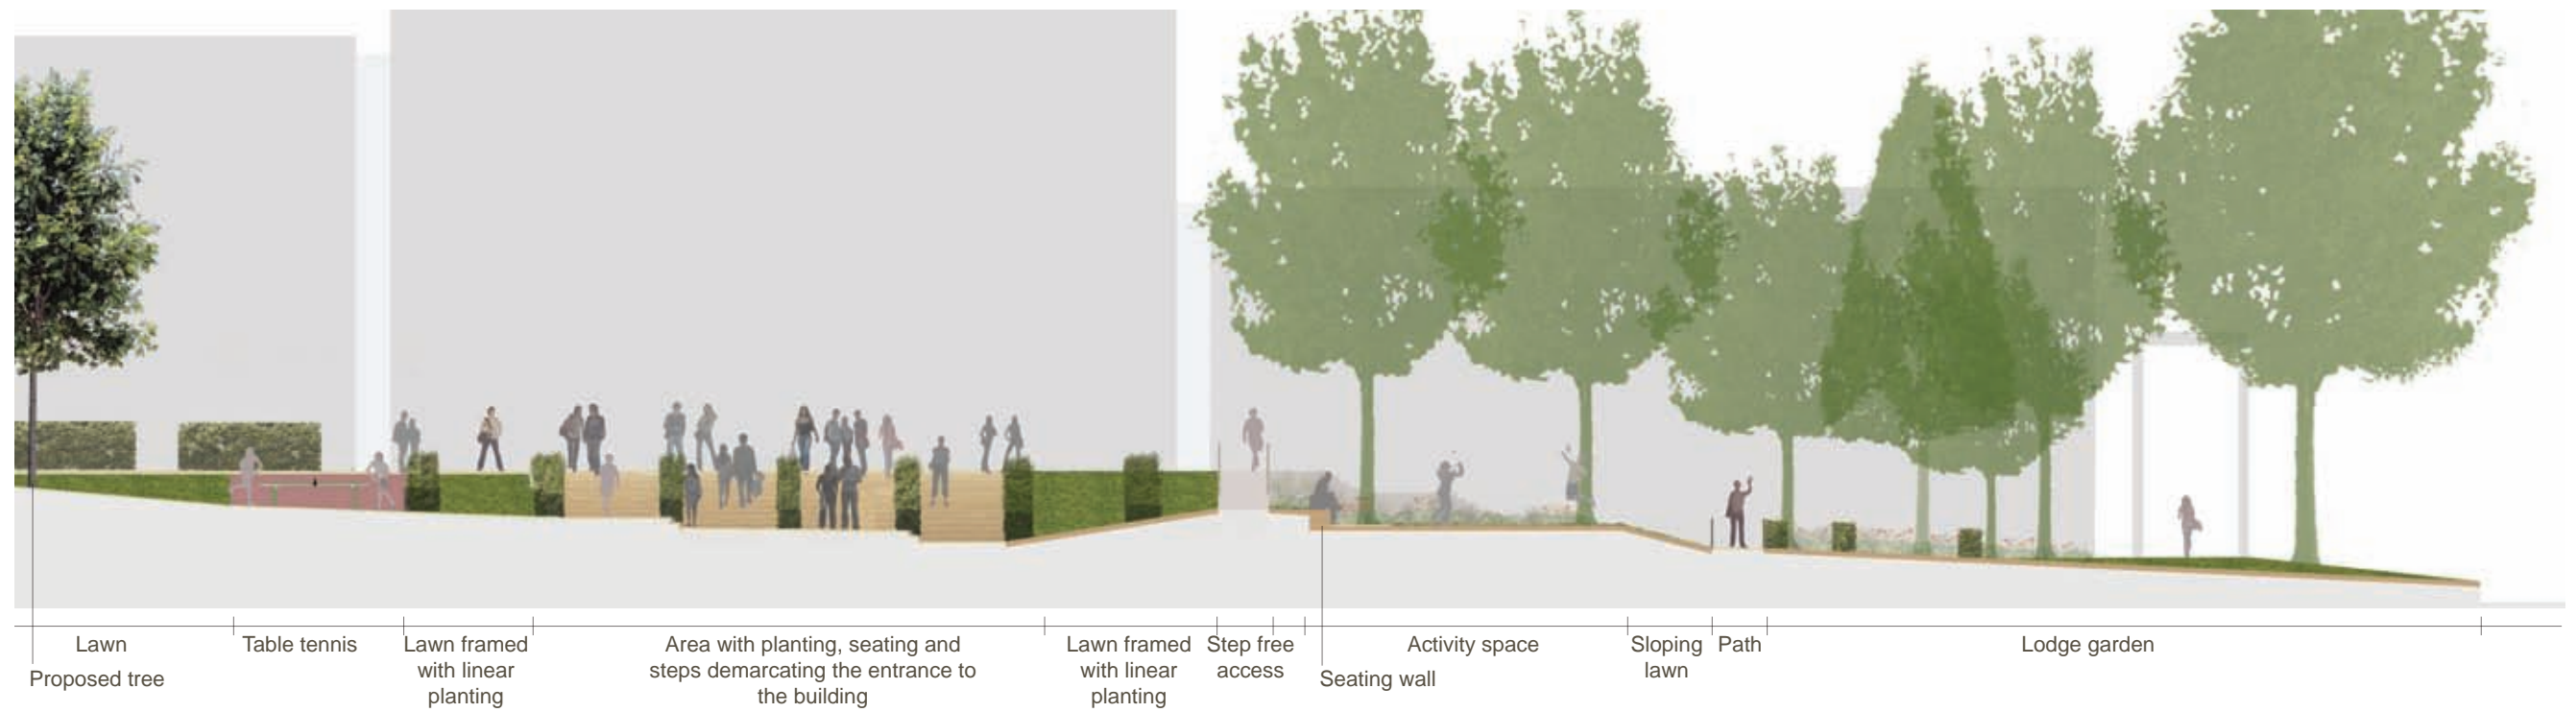 Lawn
Proposed tree
Table tennis
Lawn framed
with linear
planting
Area with planting, seating and
steps demarcating the entrance to
the building
Lawn framed
with linear
planting
Step free
access
Seating wall
Activity space
Sloping
lawn
Path
Lodge garden